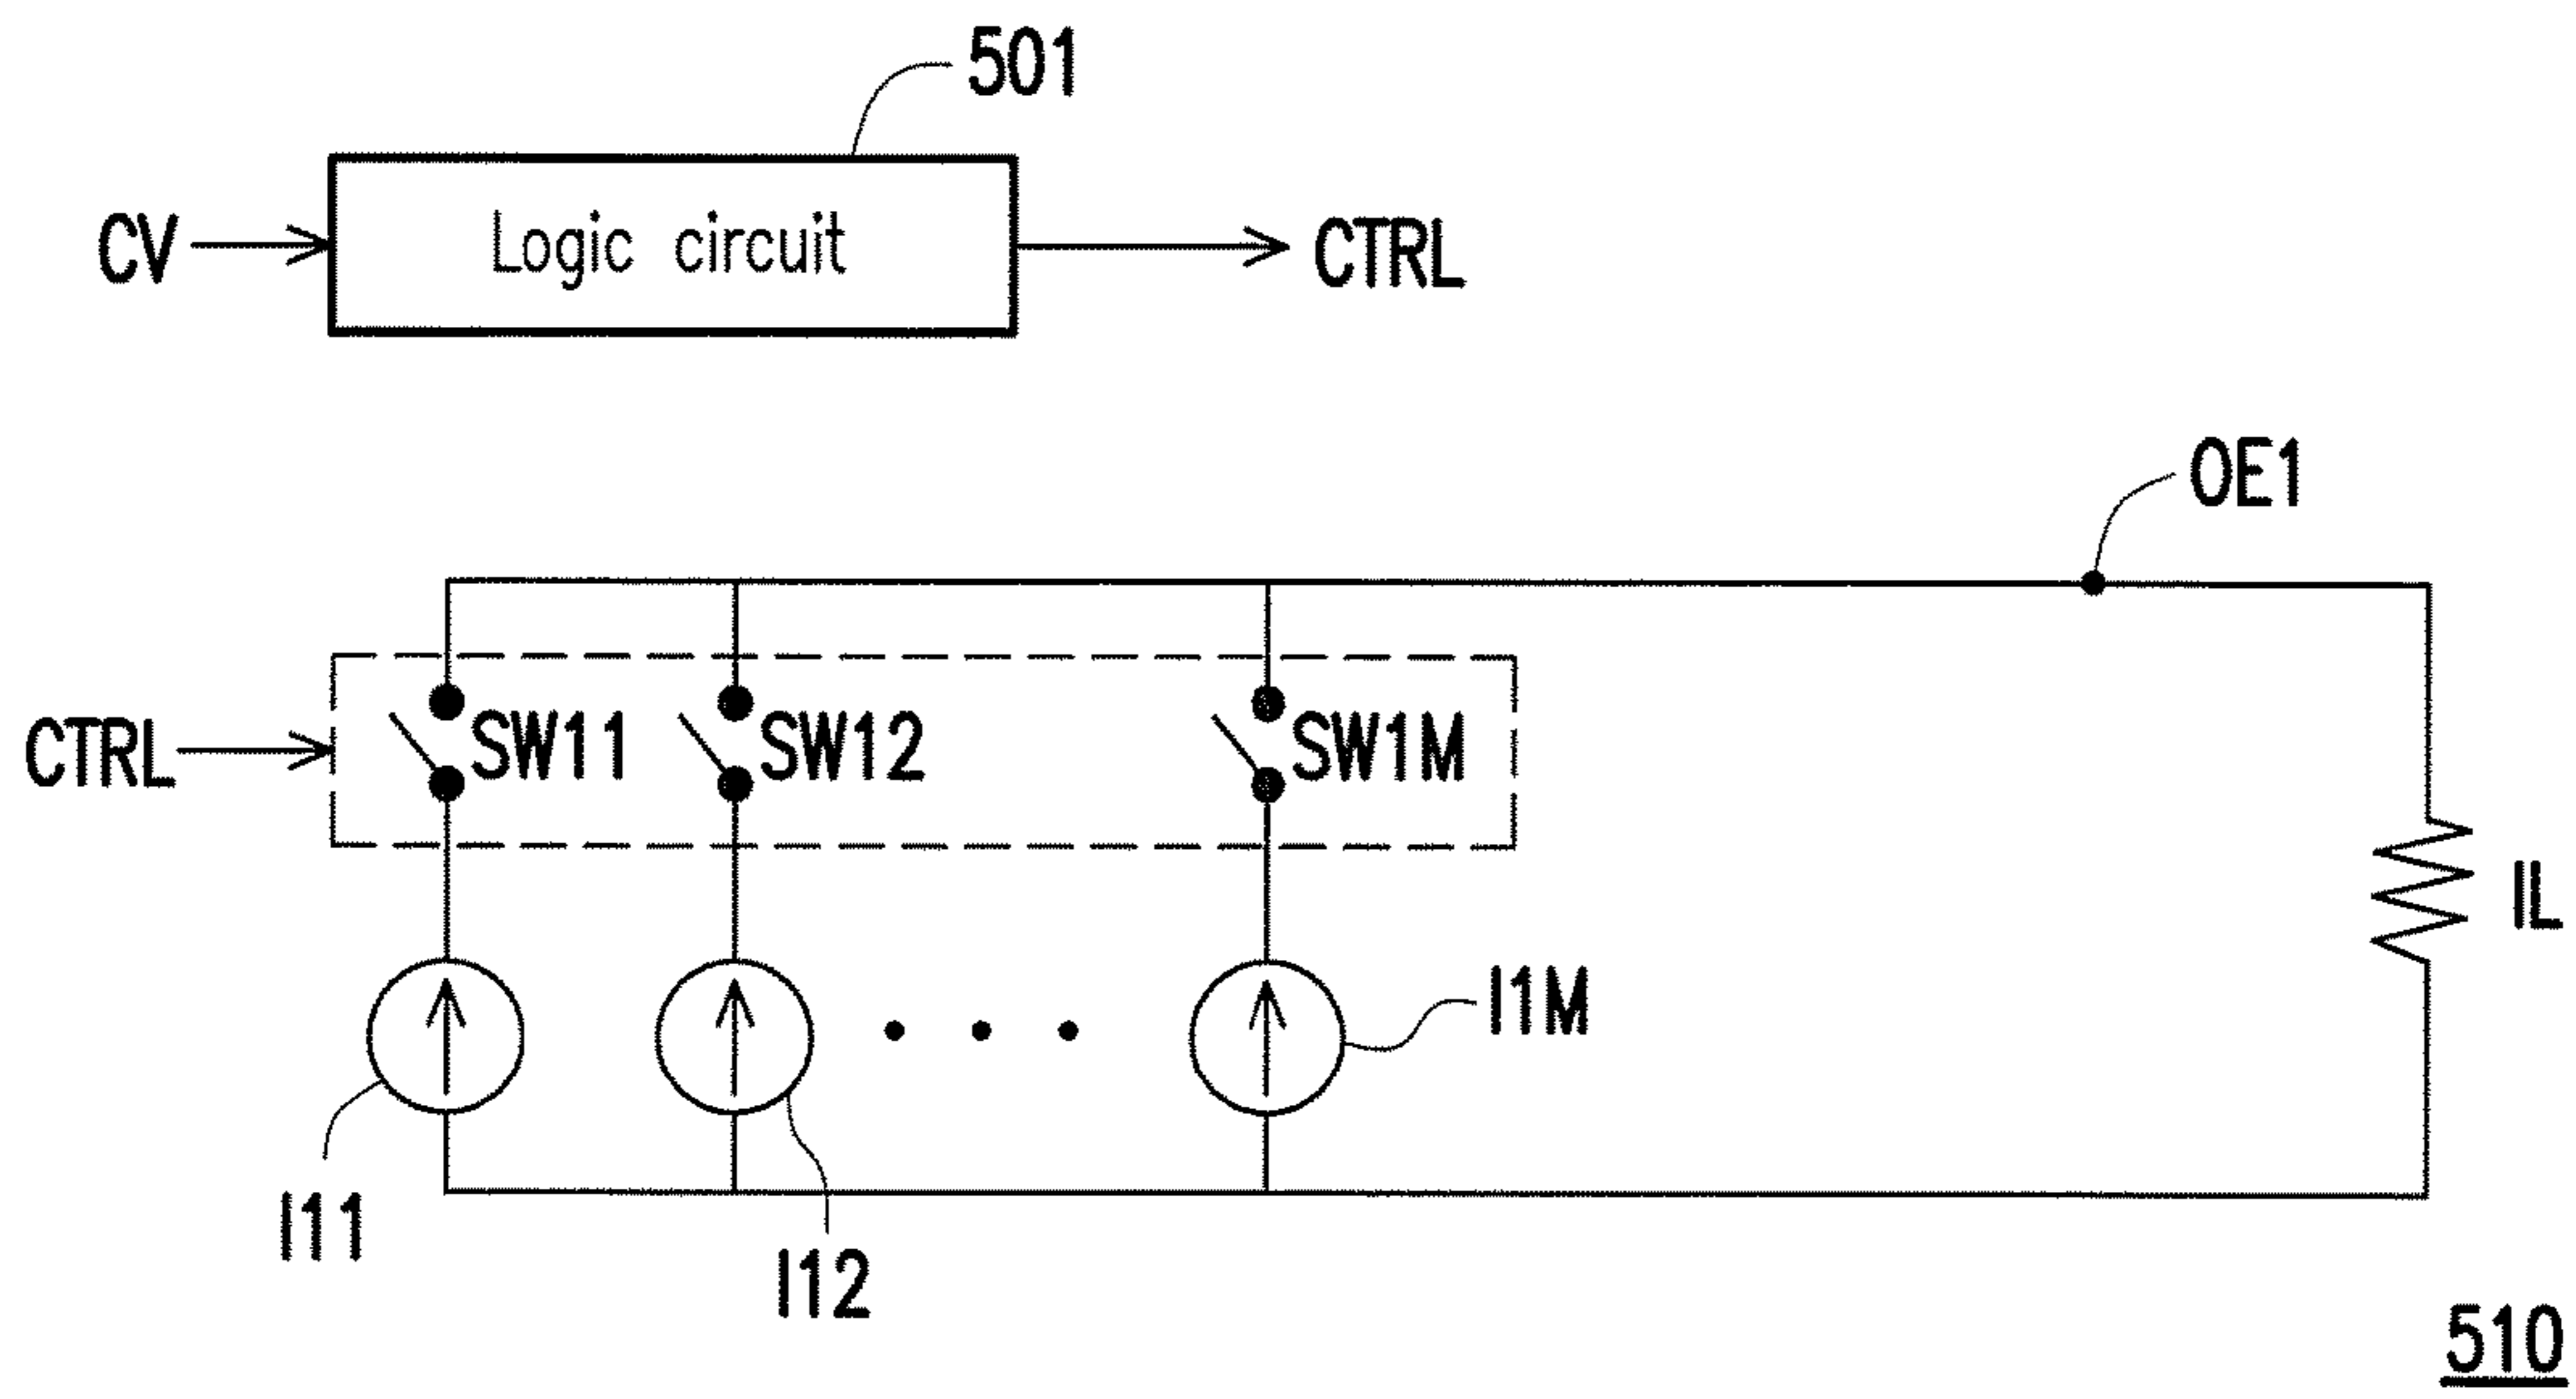 501
CV
Logic circuit
CTRL
OE1
CTRL
SW11
SW12
SW1M
IL
I1M
I11
I12
510